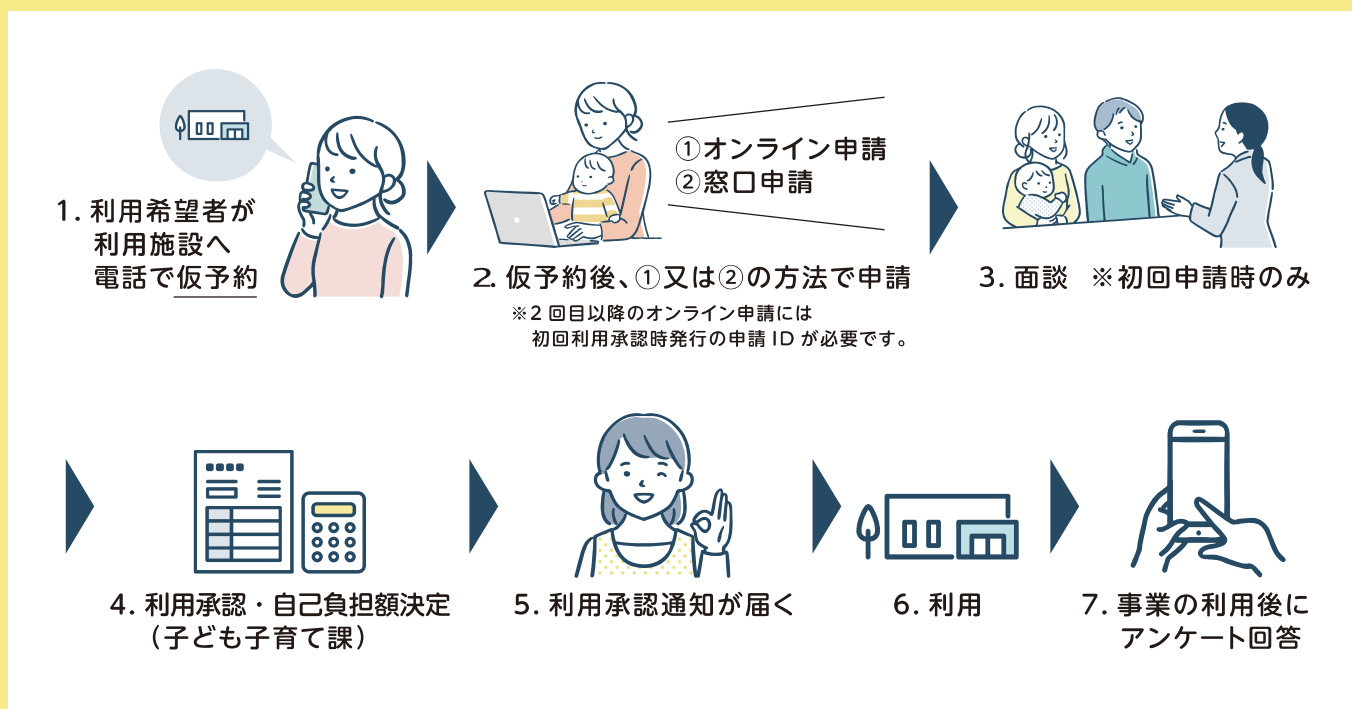 1. 利用希望者が
利用施設へ
電話で仮予約
①オンライン申請
②窓口申請
2. 仮予約後、①又は②の方法で申請
※2回目以降のオンライン申請には
初回利用承認時発行の申請IDが必要です。
3. 面談 ※初回申請時のみ
4. 利用承認・自己負担額決定
（子ども子育て課）
5. 利用承認通知が届く
6. 利用
7. 事業の利用後に
アンケート回答